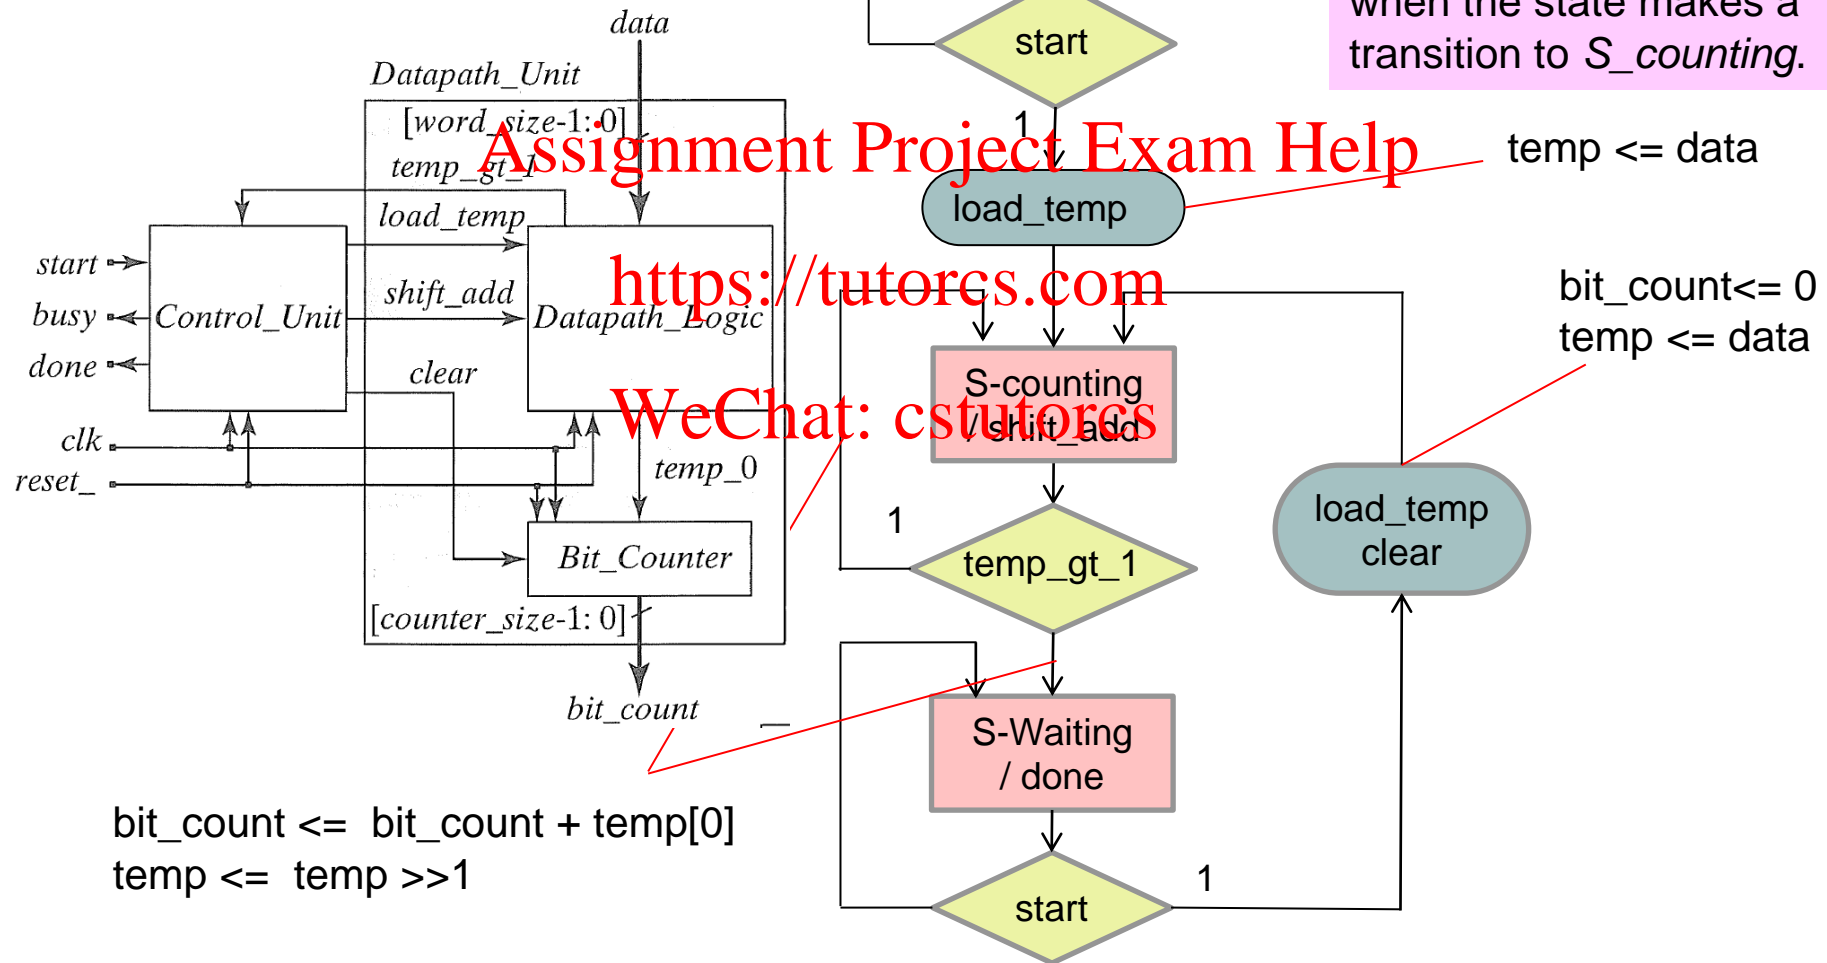 data
Datapath_Unit
[word_size-1: 0]
temp_gt_1
load_temp
start
shift_add
busy
Control_Unit
Datapath_Logic
done
clear
clk
temp_0
reset_
Bit_Counter
[counter_size-1: 0]
bit_count
bit_count <= bit_count + temp[0]
temp <= temp >>1
start
1
load_temp
S-counting
/ shift_add
1
temp_gt_1
S-Waiting
/ done
start
1
load_temp
clear
when the state makes a
transition to S_counting.
temp <= data
bit_count<= 0
temp <= data
Assignment Project Exam Help
https://tutorcs.com
WeChat: cstutorcs